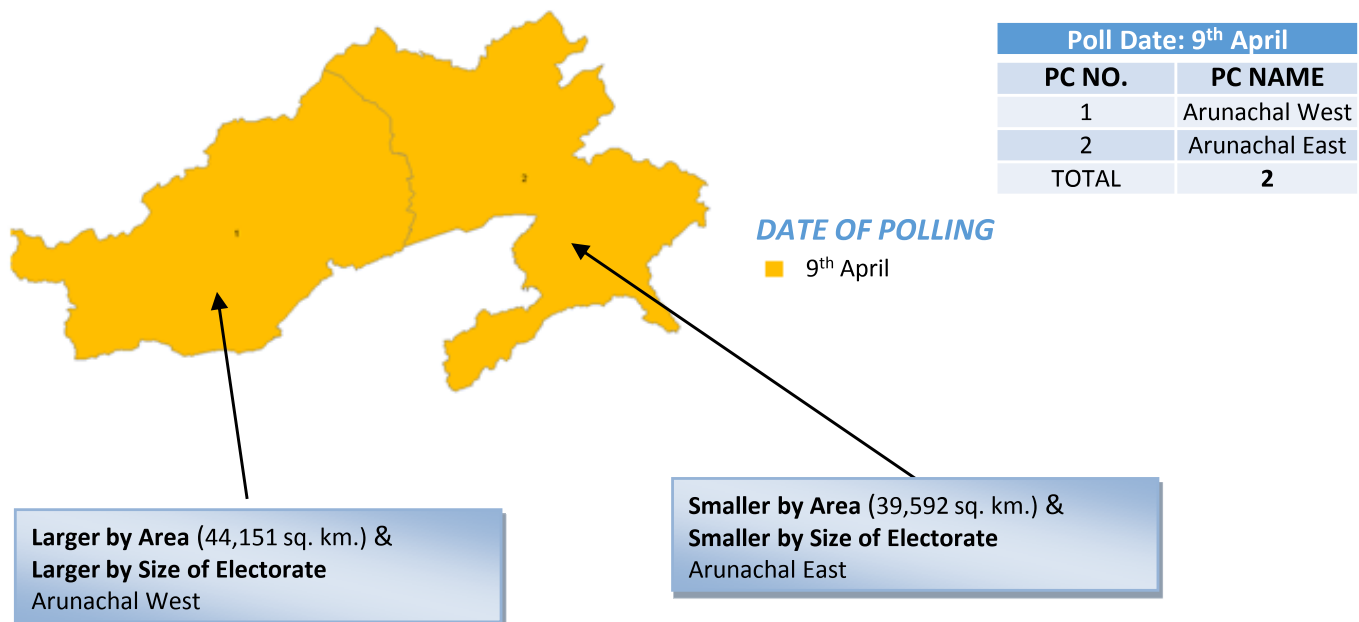 Poll Date: 9th April
PC NO. PC NAME
1 Arunachal West
2 Arunachal East
TOTAL 2
2
1
DATE OF POLLING
9th April
Larger by Area (44,151 sq. km.) &
Larger by Size of Electorate
Arunachal West
Smaller by Area (39,592 sq. km.) &
Smaller by Size of Electorate
Arunachal East